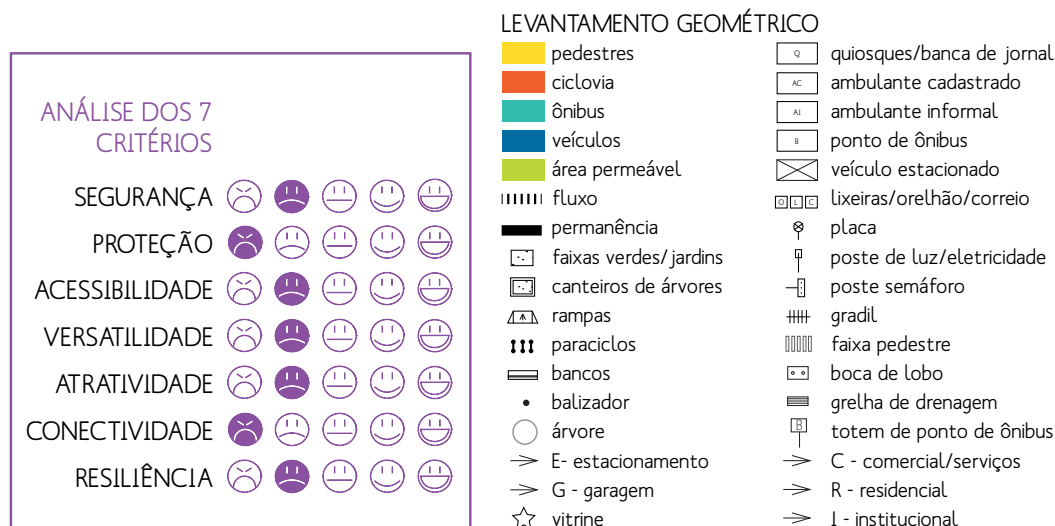 ANÁLISE DOS 7
CRITÉRIOS
SEGURANÇA
PROTEÇÃO
ACESSIBILIDADE
VERSATILIDADE
ATRATIVIDADE
CONECTIVIDADE
RESILIÊNCIA
LEVANTAMENTO GEOMÉTRICO
pedestres
ciclovia
ônibus
veículos
área permeável
fluxo
permanência
faixas verdes/jardins
canteiros de árvores
rampas
paraciclos
bancos
balizador
árvore
E- estacionamento
G - garagem
vitrine
Q quiosques/banca de jornal
AC ambulante cadastrado
AI ambulante informal
B ponto de ônibus
veículo estacionado
O L C lixeiras/orelhão/correio
placa
poste de luz/eletricidade
poste semáforo
gradil
faixa pedestre
boca de lobo
grelha de drenagem
B totem de ponto de ônibus
C - comercial/serviços
R - residencial
I - institucional